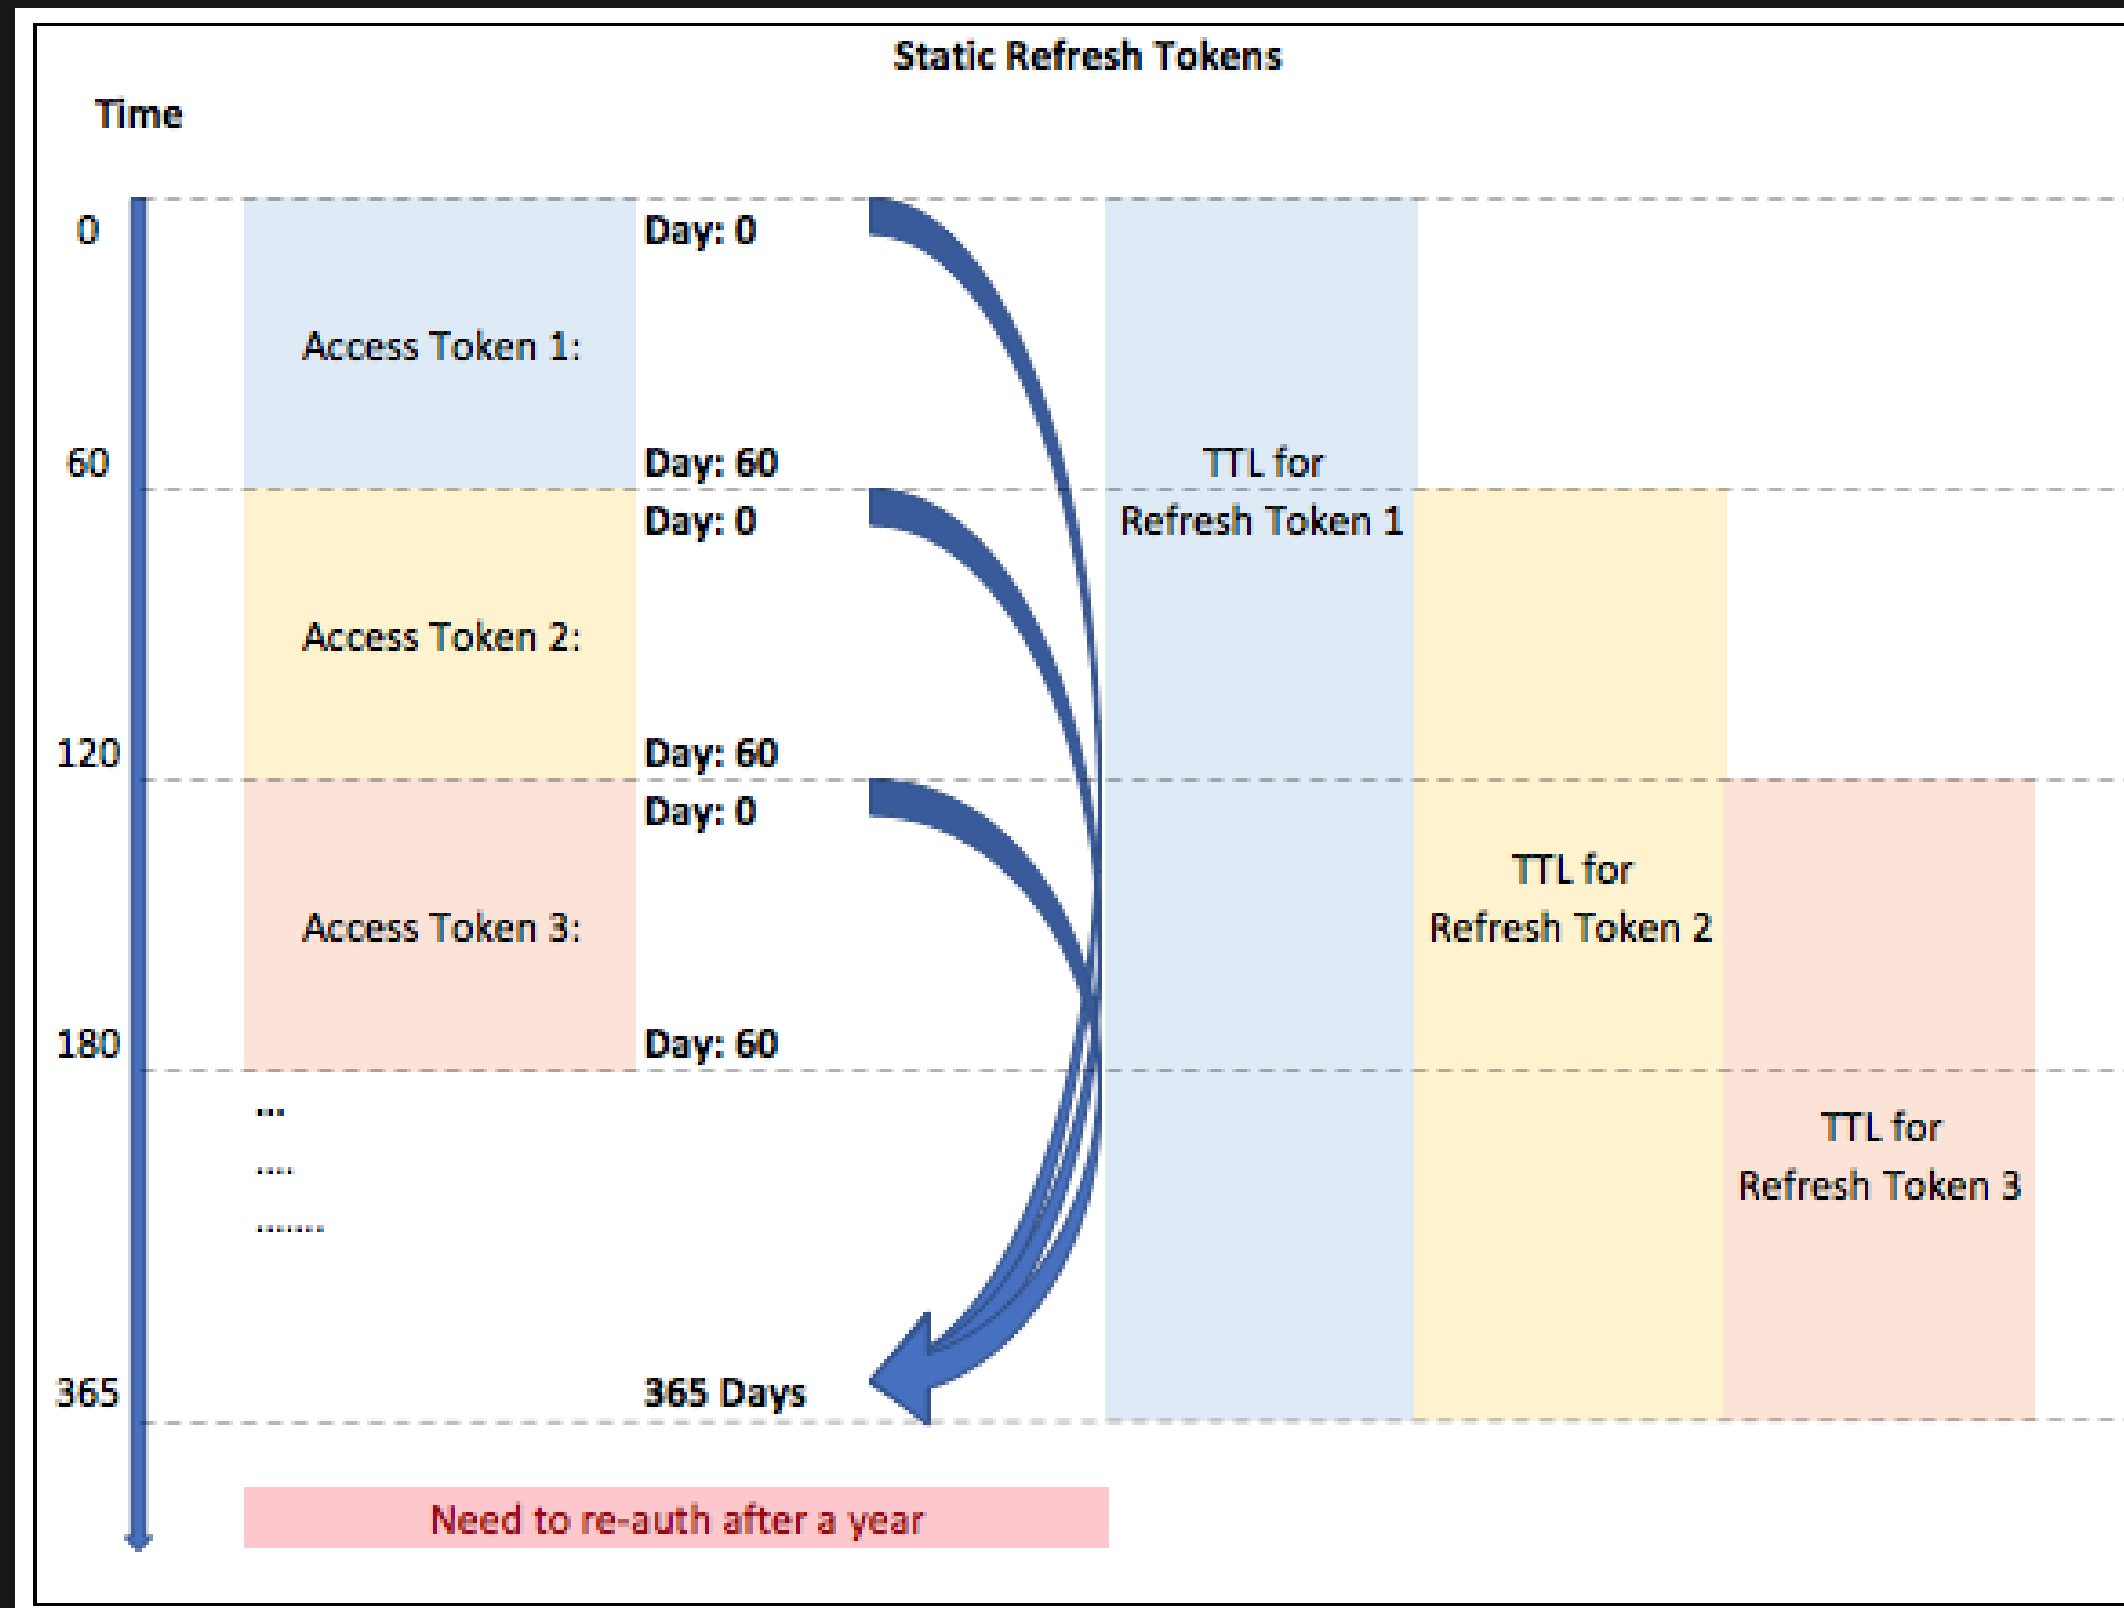 Static Refresh Tokens
Time
0
Day: 0
Access Token 1:
60
Day: 60
TTL for
Refresh Token 1
Day: 0
Access Token 2:
120
Day: 60
Day: 0
TTL for
Refresh Token 2
Access Token 3:
180
Day: 60
...
....
.......
TTL for
Refresh Token 3
365
365 Days
Need to re-auth after a year